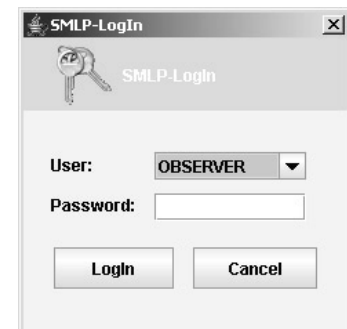 SMLP-LogIn
SMLP-LogIn
User: OBSERVER
Password:
LogIn Cancel